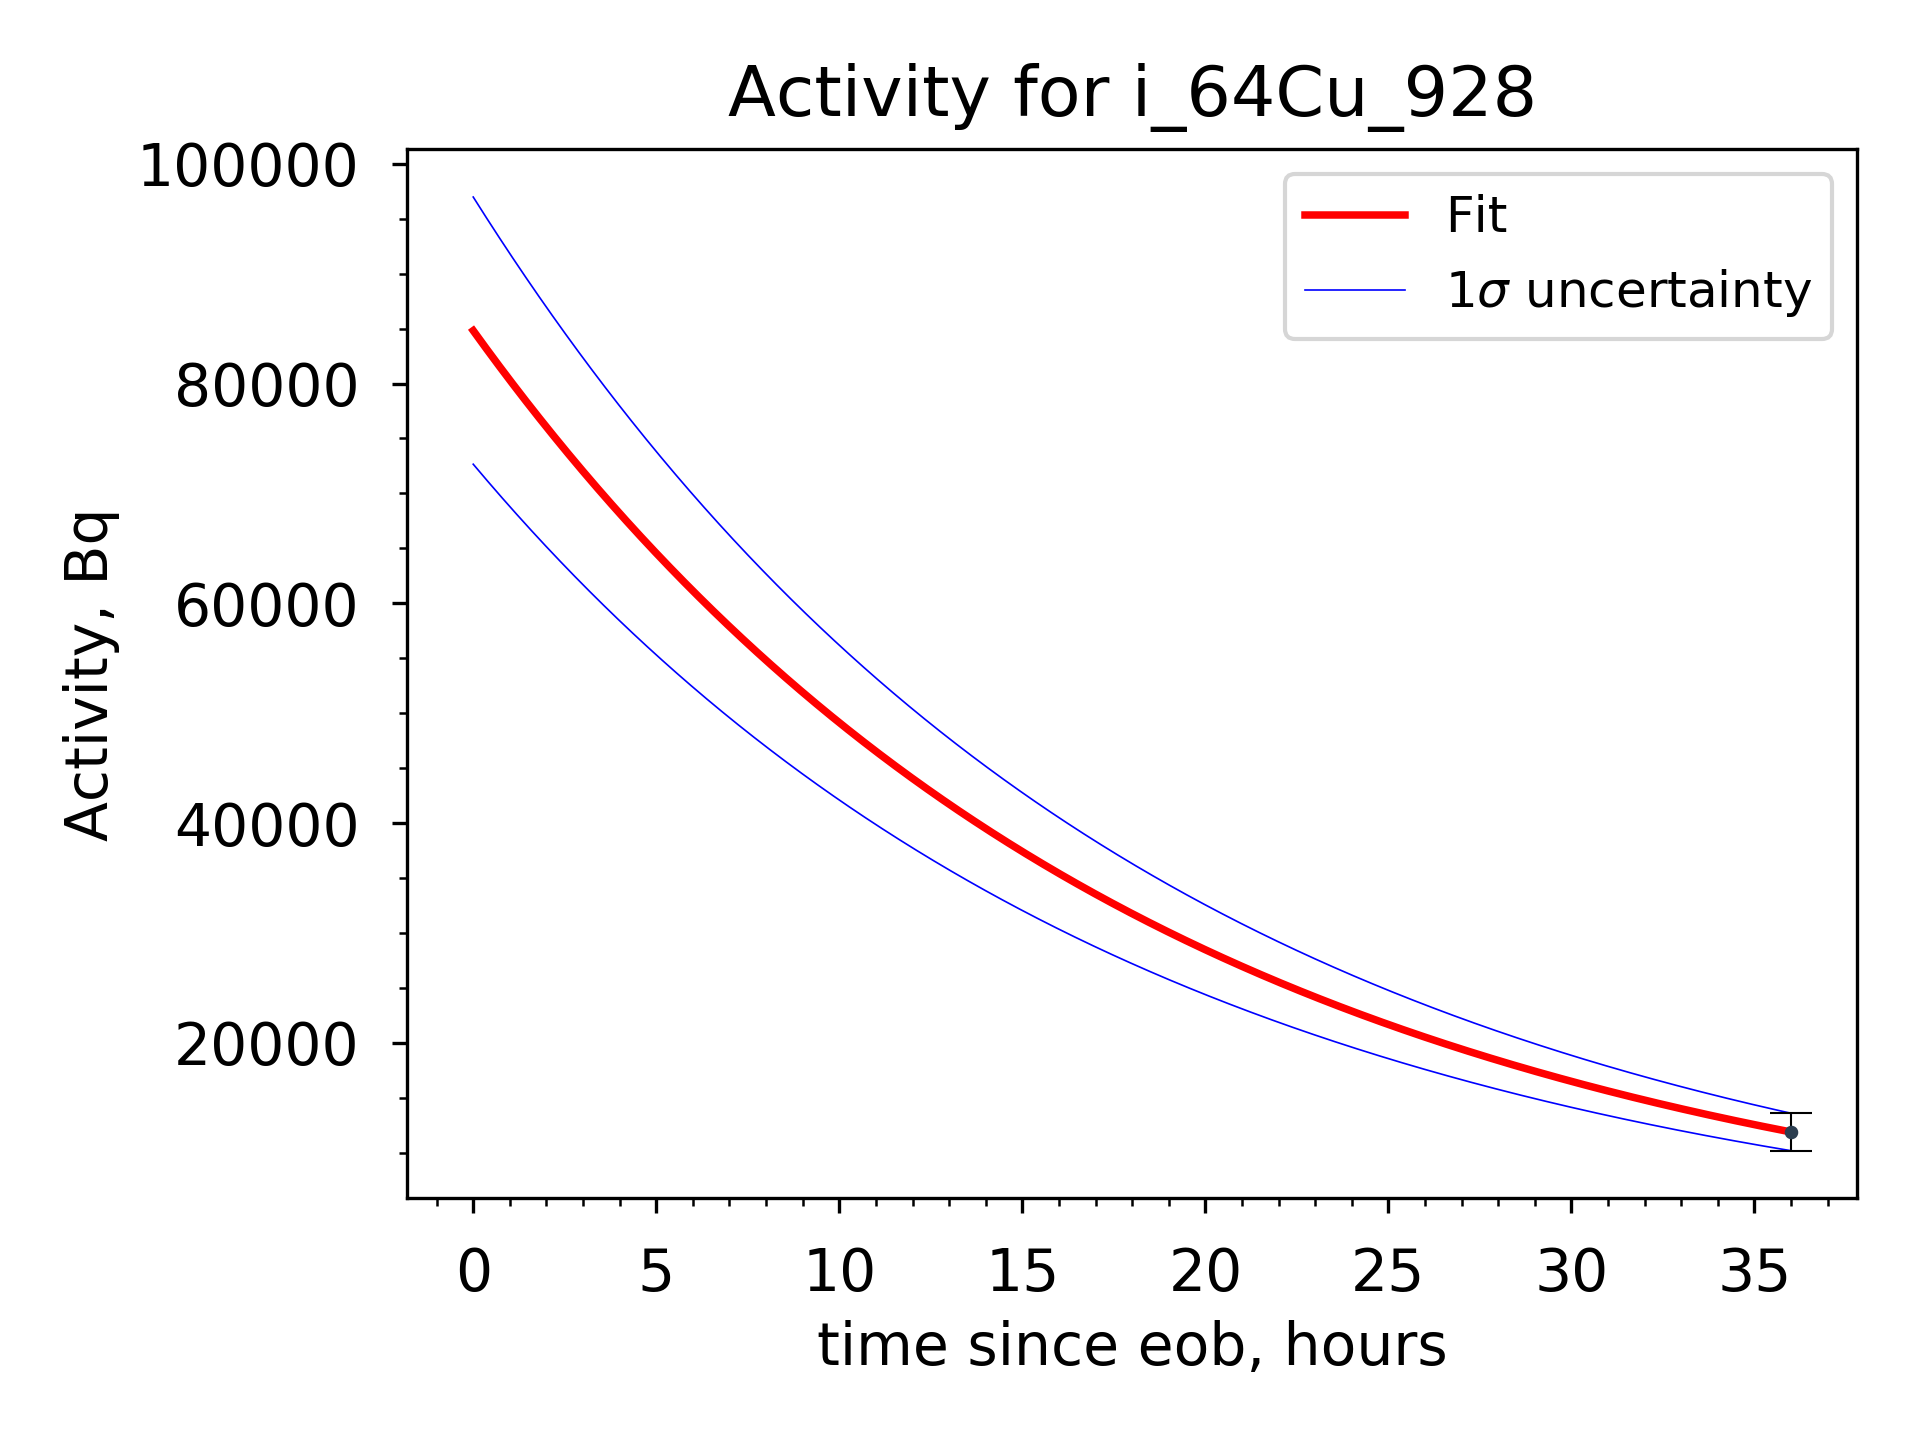 Activity for i_64Cu_928
Fit
1σ uncertainty
Activity, Bq
100000
80000
60000
40000
20000
0 5 10 15 20 25 30 35
time since eob, hours